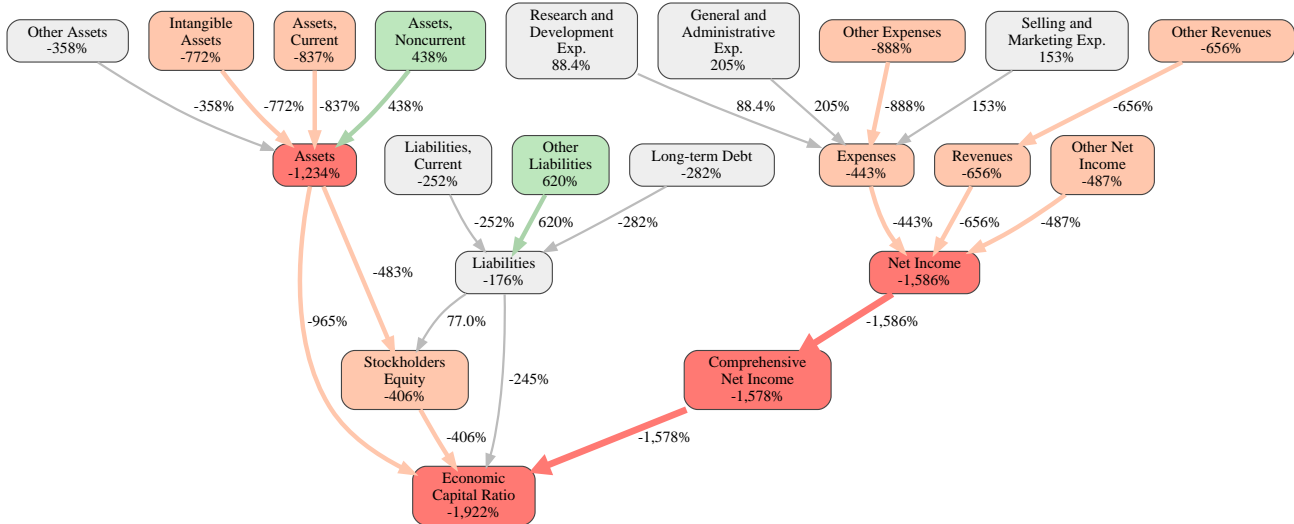 Other Assets
-358%
Intangible
Assets
-772%
Assets,
Current
-837%
Assets,
Noncurrent
438%
Research and
Development
Exp.
88.4%
General and
Administrative
Exp.
205%
Other Expenses
-888%
Selling and
Marketing Exp.
153%
Other Revenues
-656%
-358%
-772%
-837%
438%
88.4%
205%
-888%
153%
-656%
Assets
-1,234%
Liabilities,
Current
-252%
Other
Liabilities
620%
Long-term Debt
-282%
Expenses
-443%
Revenues
-656%
Other Net
Income
-487%
-252%
620%
-282%
-443%
-656%
-487%
-483%
Liabilities
-176%
Net Income
-1,586%
-965%
77.0%
-1,586%
Stockholders
Equity
-406%
-245%
Comprehensive
Net Income
-1,578%
-406%
-1,578%
Economic
Capital Ratio
-1,922%